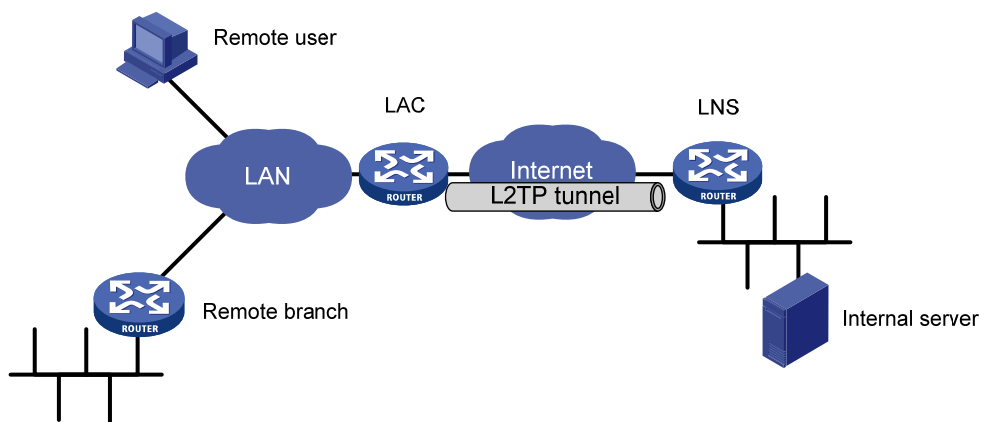 Remote user
LAC
LNS
LAN
ROUTER
Internet
L2TP tunnel
ROUTER
Remote branch
ROUTER
Internal server